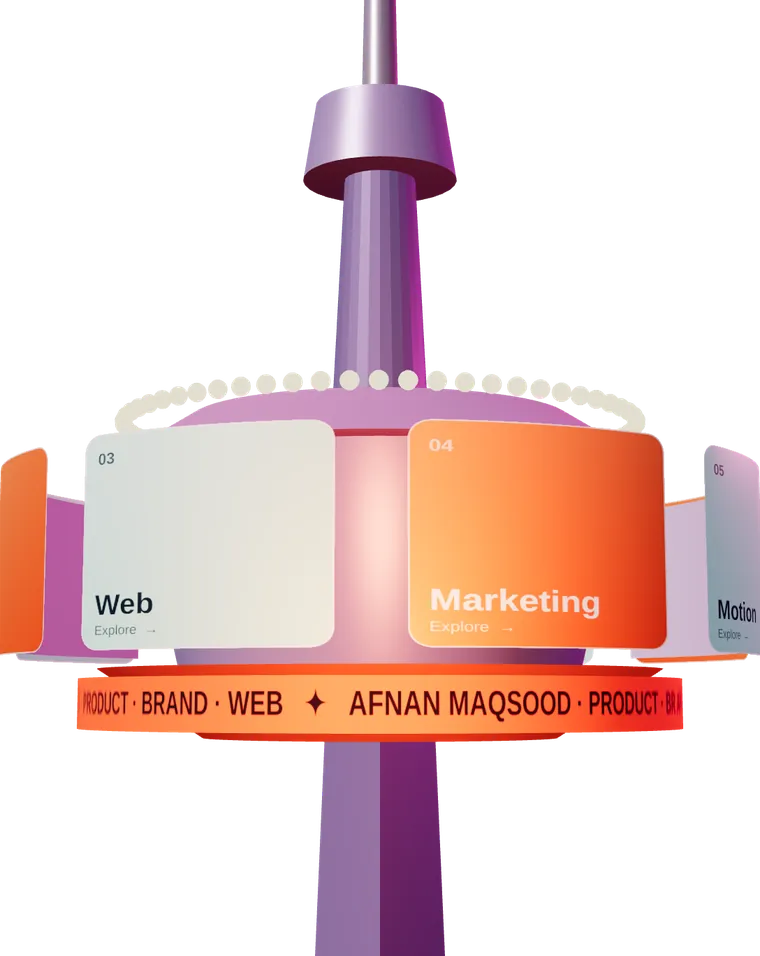 03
04
05
Web
Explore →
Marketing
Explore →
Motion
Explore →
PRODUCT · BRAND · WEB ✦ AFNAN MAQSOOD · PRODUCT ·